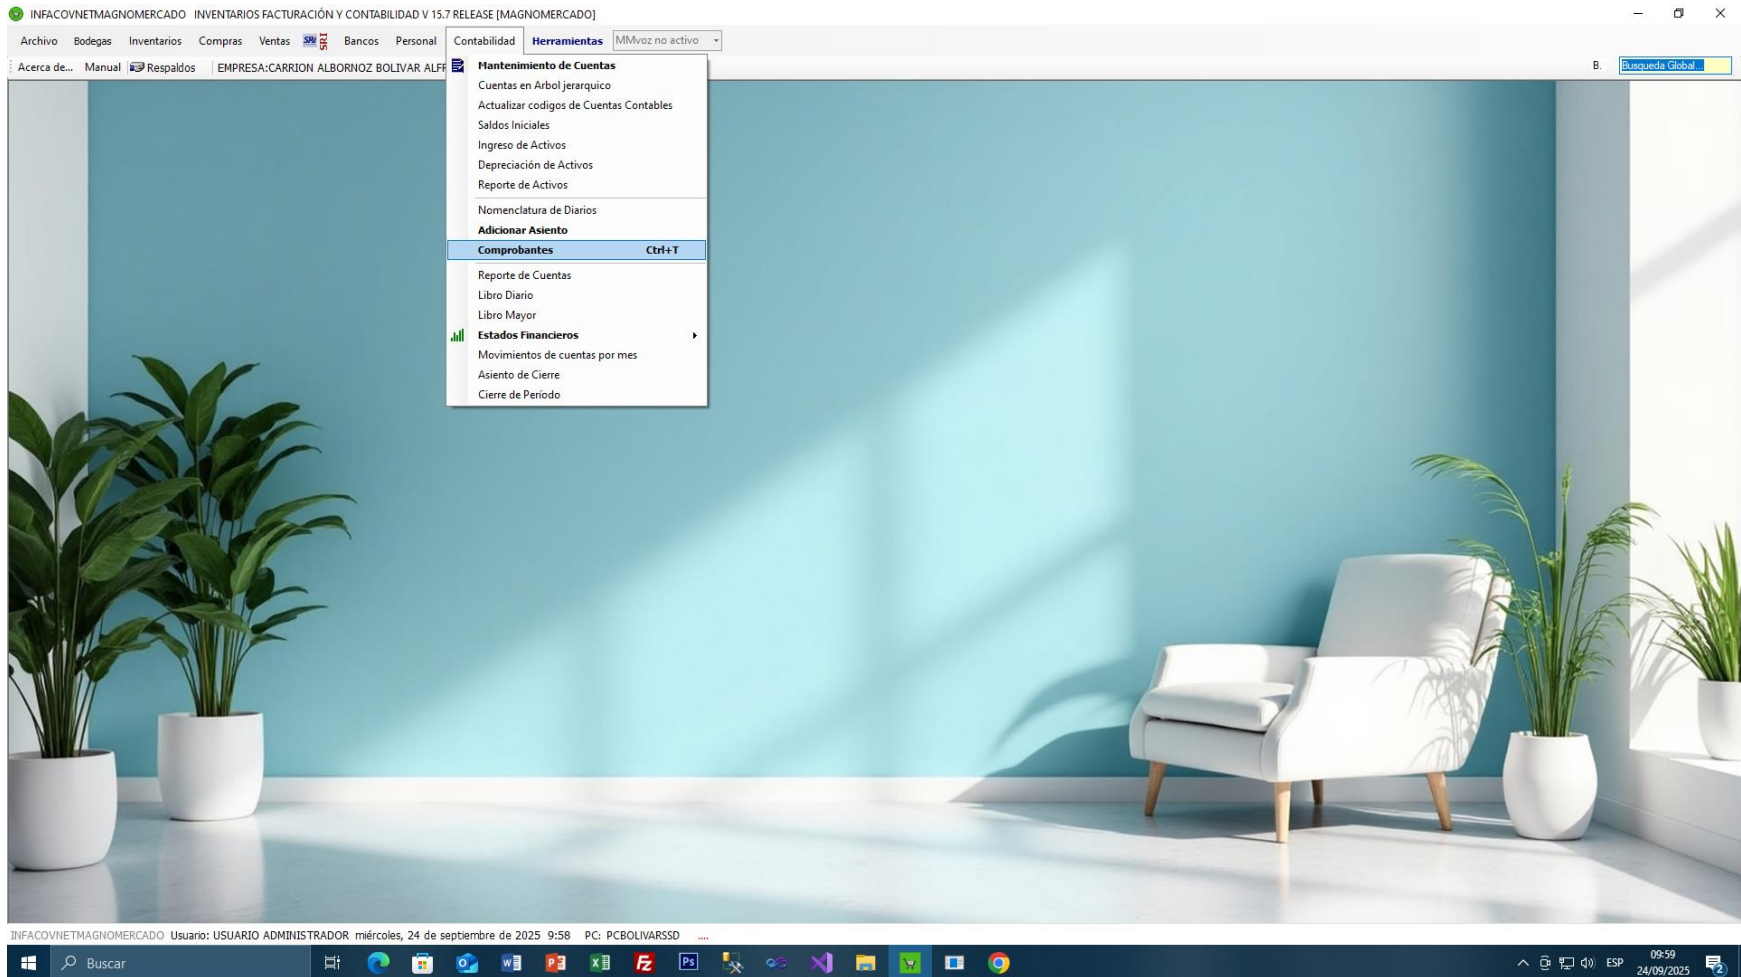 INFACOVNETMAGNOMERCADO INVENTARIOS FACTURACIÓN Y CONTABILIDAD V 15.7 RELEASE [MAGNOMERCADO]
Archivo Bodegas Inventarios Compras Ventas SRI SRI Bancos Personal Contabilidad Herramientas MMvoz no activo
Acerca de... Manual Respaldos EMPRESA:CARRION ALBORNOZ BOLIVAR ALFR B. Busqueda Global...
Mantenimiento de Cuentas
Cuentas en Arbol jerarquico
Actualizar codigos de Cuentas Contables
Saldos Iniciales
Ingreso de Activos
Depreciación de Activos
Reporte de Activos
Nomenclatura de Diarios
Adicionar Asiento
Comprobantes Ctrl+T
Reporte de Cuentas
Libro Diario
Libro Mayor
Estados Financieros
Movimientos de cuentas por mes
Asiento de Cierre
Cierre de Período
INFACOVNETMAGNOMERCADO Usuario: USUARIO ADMINISTRADOR miércoles, 24 de septiembre de 2025 9:58 PC: PCBOLIVARSSD ....
Buscar ESP 09:59
24/09/2025 2